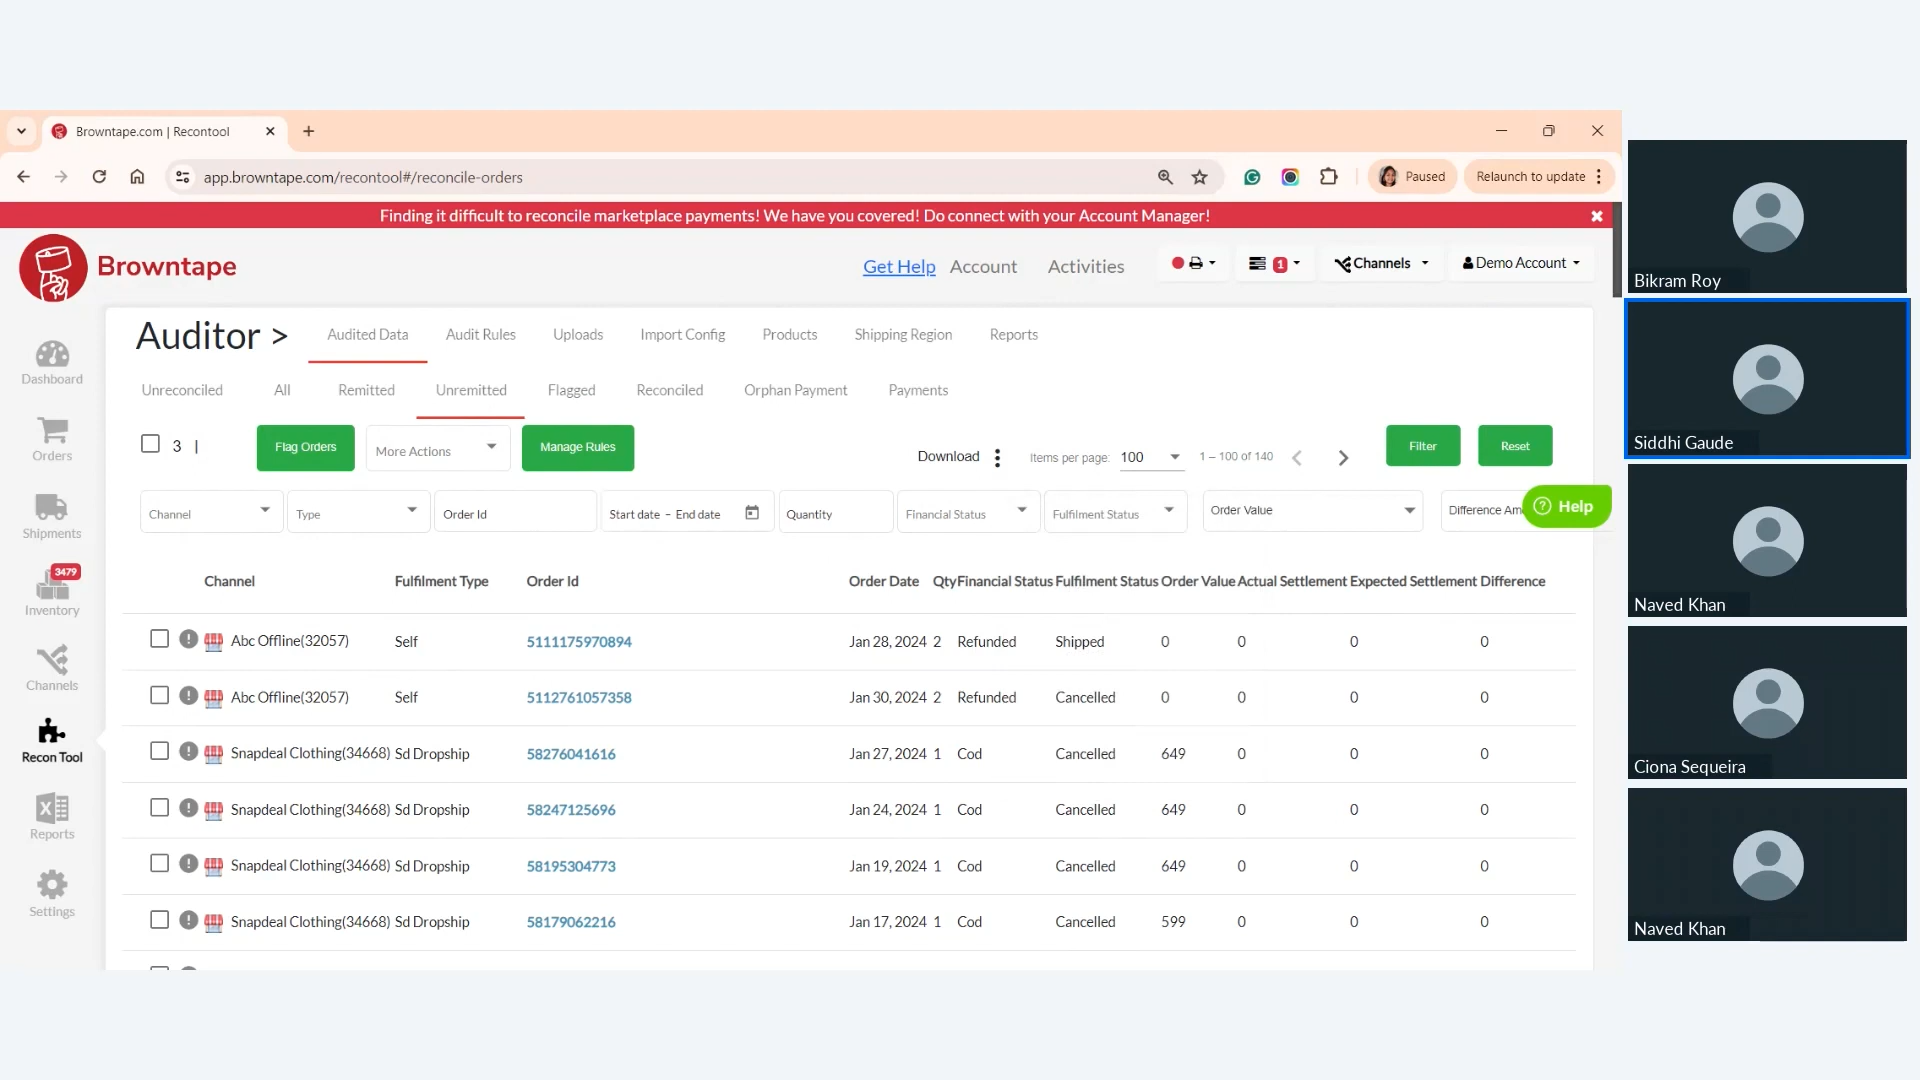 Browntape.com | Recontool
app.browntape.com/recontool#/reconcile-orders
Paused
Relaunch to update
Finding it difficult to reconcile marketplace payments! We have you covered! Do connect with your Account Manager!
Browntape
Get Help Account Activities
1
Channels
Demo Account
Auditor > Audited Data Audit Rules Uploads Import Config Products Shipping Region Reports
Unreconciled All Remitted Unremitted Flagged Reconciled Orphan Payment Payments
3 | Flag Orders More Actions Manage Rules Download Items per page: 100 1 – 100 of 140 Filter Reset
Channel Type Order Id Start date – End date Quantity Financial Status Fulfilment Status Order Value Difference Am
Help
Channel Fulfilment Type Order Id Order Date Qty Financial Status Fulfilment Status Order Value Actual Settlement Expected Settlement Difference
Abc Offline(32057) Self 5111175970894 Jan 28, 2024 2 Refunded Shipped 0 0 0 0
Abc Offline(32057) Self 5112761057358 Jan 30, 2024 2 Refunded Cancelled 0 0 0 0
Snapdeal Clothing(34668) Sd Dropship 58276041616 Jan 27, 2024 1 Cod Cancelled 649 0 0 0
Snapdeal Clothing(34668) Sd Dropship 58247125696 Jan 24, 2024 1 Cod Cancelled 649 0 0 0
Snapdeal Clothing(34668) Sd Dropship 58195304773 Jan 19, 2024 1 Cod Cancelled 649 0 0 0
Snapdeal Clothing(34668) Sd Dropship 58179062216 Jan 17, 2024 1 Cod Cancelled 599 0 0 0
Dashboard
Orders
Shipments
3479
Inventory
Channels
Recon Tool
Reports
Settings
Bikram Roy
Siddhi Gaude
Naved Khan
Ciona Sequeira
Naved Khan